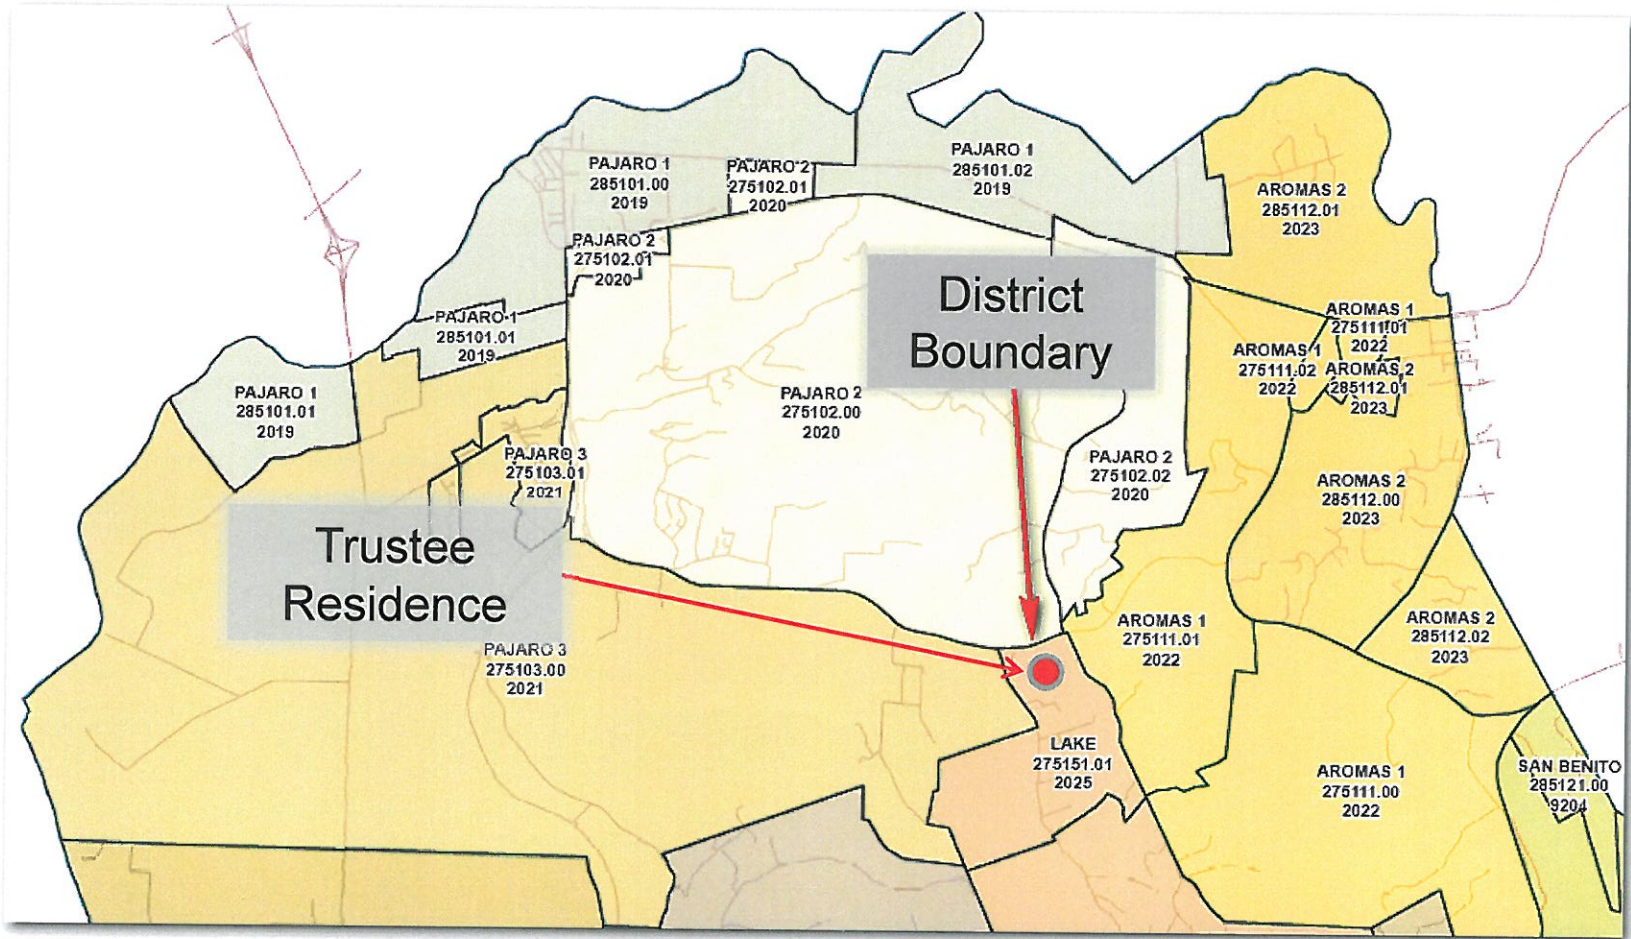 PAJARO 1
285101.00
2019
PAJARO 2
275102.01
2020
PAJARO 1
285101.02
2019
AROMAS 2
285112.01
2023
PAJARO 2
275102.01
2020
District
Boundary
PAJARO 1
285101.01
2019
AROMAS 1
275111.01
2022
AROMAS 1
275111.02
2022
AROMAS 2
285112.01
2023
PAJARO 1
285101.01
2019
PAJARO 2
275102.00
2020
PAJARO 3
275103.01
2021
PAJARO 2
275102.02
2020
AROMAS 2
285112.00
2023
Trustee
Residence
PAJARO 3
275103.00
2021
AROMAS 1
275111.01
2022
AROMAS 2
285112.02
2023
LAKE
275151.01
2025
AROMAS 1
275111.00
2022
SAN BENITO
285121.00
9204